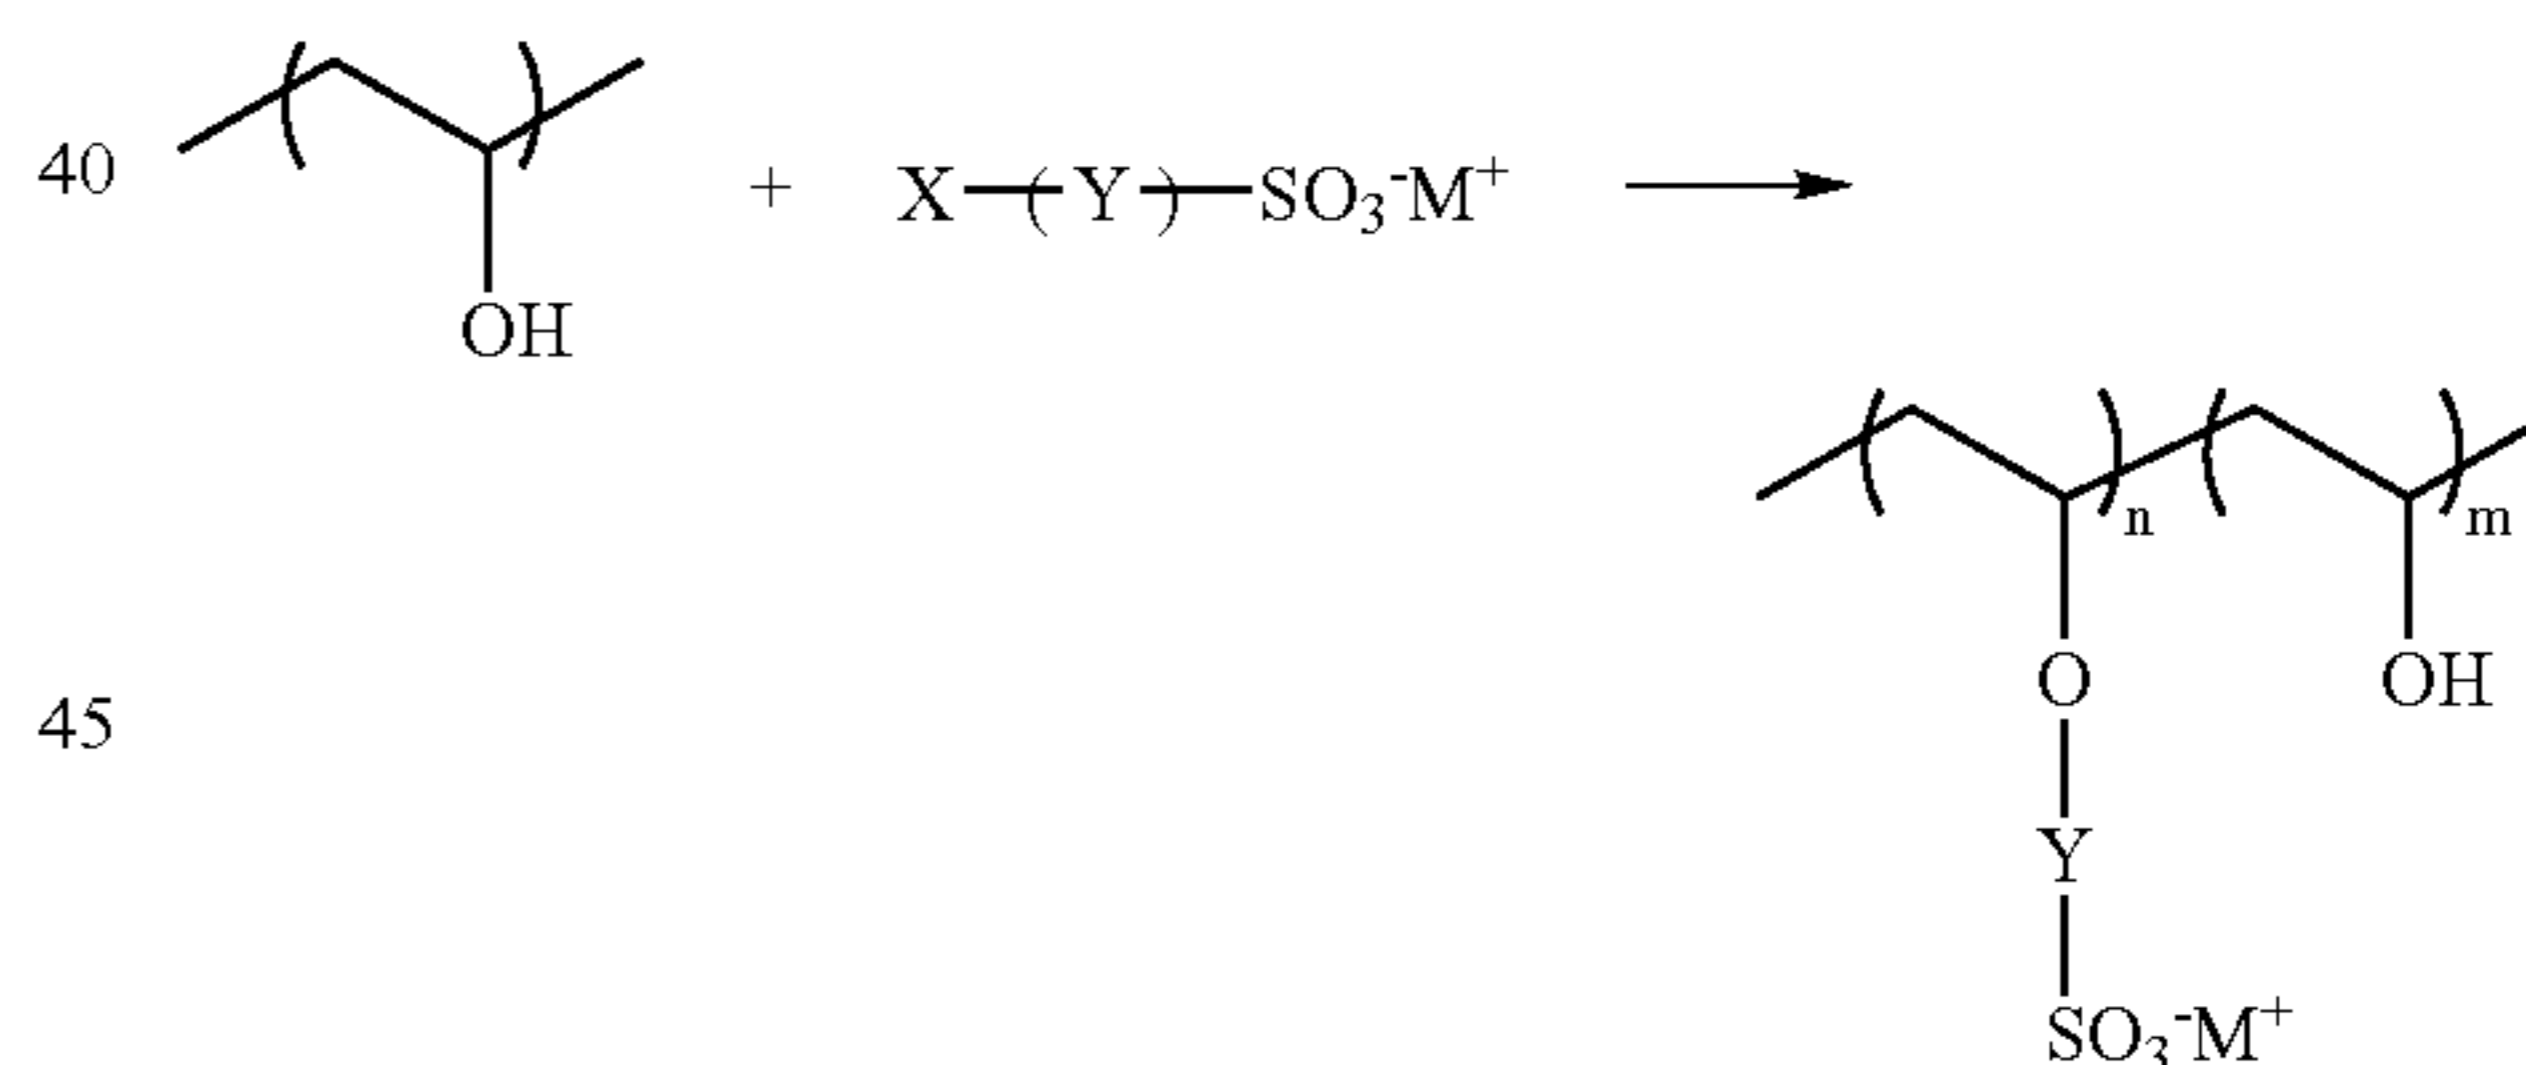 40
+ X—( Y )—SO₃⁻M⁺
OH
n m
45
O OH
Y
SO₃⁻M⁺